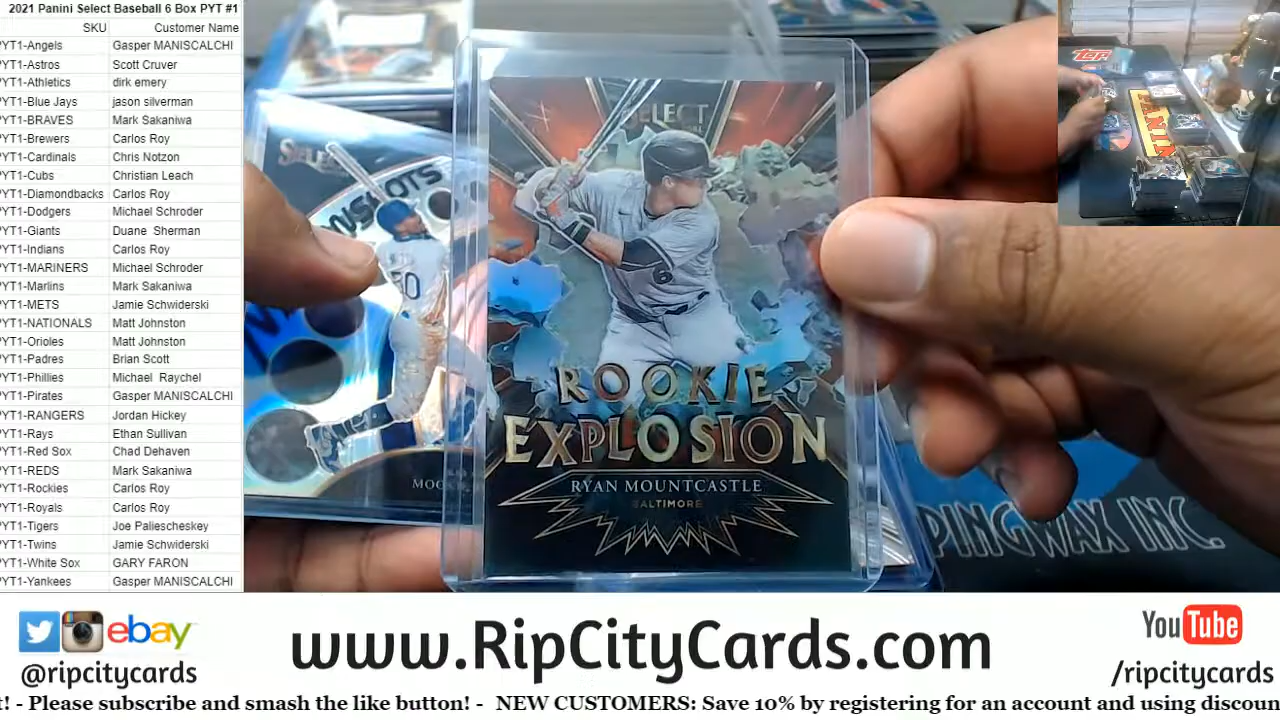 2021 Panini Select Baseball 6 Box PYT #1
SKU Customer Name
PYT1-Angels Gasper MANISCALCHI
PYT1-Astros Scott Cruver
PYT1-Athletics dirk emery
PYT1-Blue Jays jason silverman
PYT1-BRAVES Mark Sakaniwa
PYT1-Brewers Carlos Roy
PYT1-Cardinals Chris Notzon
PYT1-Cubs Christian Leach
PYT1-Diamondbacks Carlos Roy
PYT1-Dodgers Michael Schroder
PYT1-Giants Duane Sherman
PYT1-Indians Carlos Roy
PYT1-MARINERS Michael Schroder
PYT1-Marlins Mark Sakaniwa
PYT1-METS Jamie Schwiderski
PYT1-NATIONALS Matt Johnston
PYT1-Orioles Matt Johnston
PYT1-Padres Brian Scott
PYT1-Phillies Michael Raychel
PYT1-Pirates Gasper MANISCALCHI
PYT1-RANGERS Jordan Hickey
PYT1-Rays Ethan Sullivan
PYT1-Red Sox Chad Dehaven
PYT1-REDS Mark Sakaniwa
PYT1-Rockies Carlos Roy
PYT1-Royals Carlos Roy
PYT1-Tigers Joe Paliescheskey
PYT1-Twins Jamie Schwiderski
PYT1-White Sox GARY FARON
PYT1-Yankees Gasper MANISCALCHI
SELECT
6
ROOKIE
EXPLOSION
RYAN MOUNTCASTLE
BALTIMORE
50
MOOK
PINGWAX INC.
PANINI
ebay
@ripcitycards
www.RipCityCards.com
YouTube
/ripcitycards
t! - Please subscribe and smash the like button! - NEW CUSTOMERS: Save 10% by registering for an account and using discoun